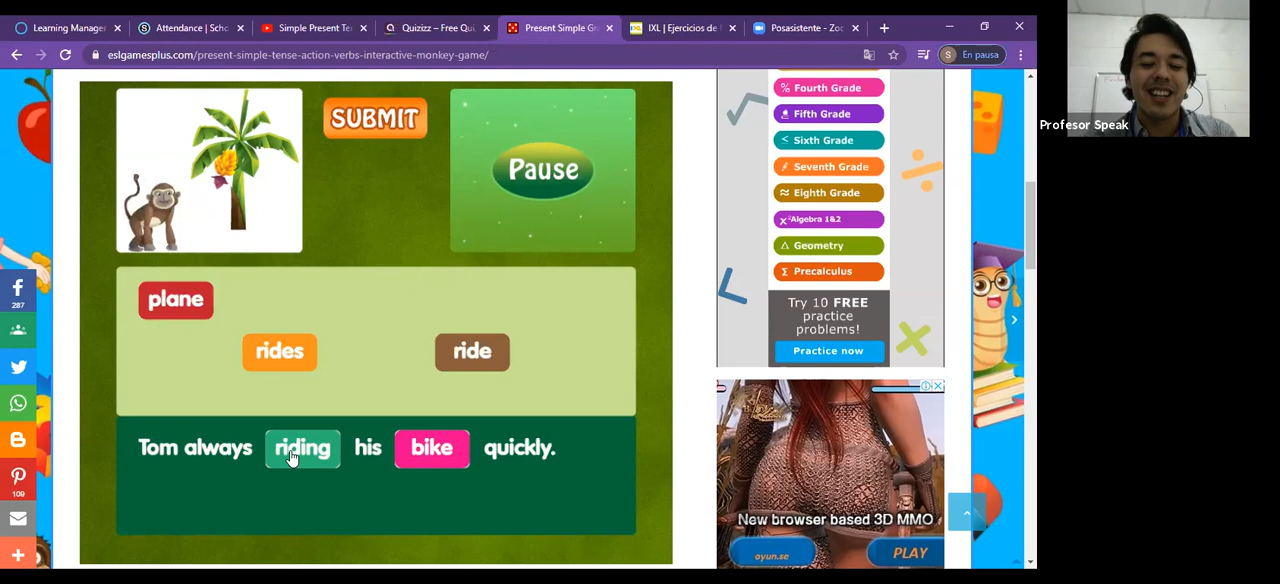 Learning Manager
Attendance | Scho
Simple Present Te
Quizizz – Free Qui
Present Simple Gr
IXL | Ejercicios de
Posasistente - Zoo
eslgamesplus.com/present-simple-tense-action-verbs-interactive-monkey-game/
S
En pausa
SUBMIT
Pause
plane
rides
ride
Tom always riding his bike quickly.
287
109
Fourth Grade
Fifth Grade
Sixth Grade
Seventh Grade
Eighth Grade
Algebra 1&2
Geometry
Precalculus
Try 10 FREE
practice
problems!
Practice now
New browser based 3D MMO
oyun.se
PLAY
Profesor Speak